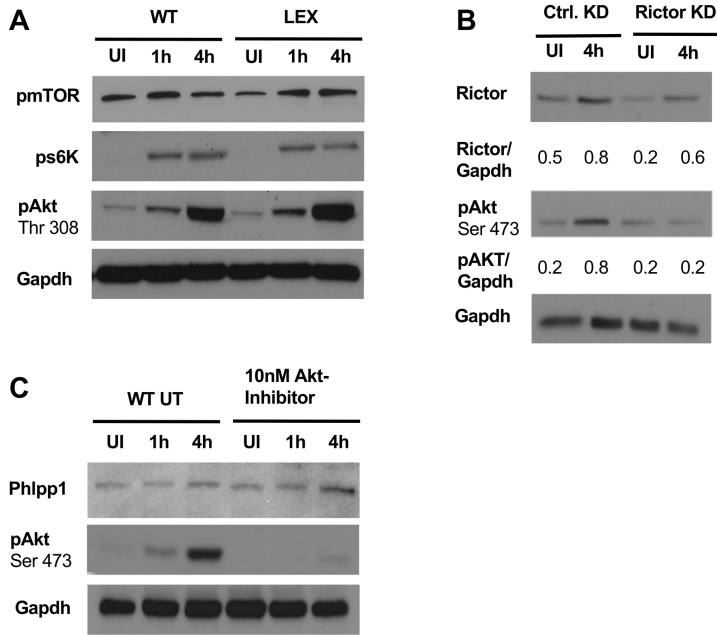 A
WT LEX
UI 1h 4h UI 1h 4h
pmTOR
ps6K
pAkt
Thr 308
Gapdh
B
Ctrl. KD Rictor KD
UI 4h UI 4h
Rictor
Rictor/
Gapdh
0.5 0.8 0.2 0.6
pAkt
Ser 473
pAKT/
Gapdh
0.2 0.8 0.2 0.2
Gapdh
C
WT UT
10nM Akt-
Inhibitor
UI 1h 4h UI 1h 4h
Phlpp1
pAkt
Ser 473
Gapdh